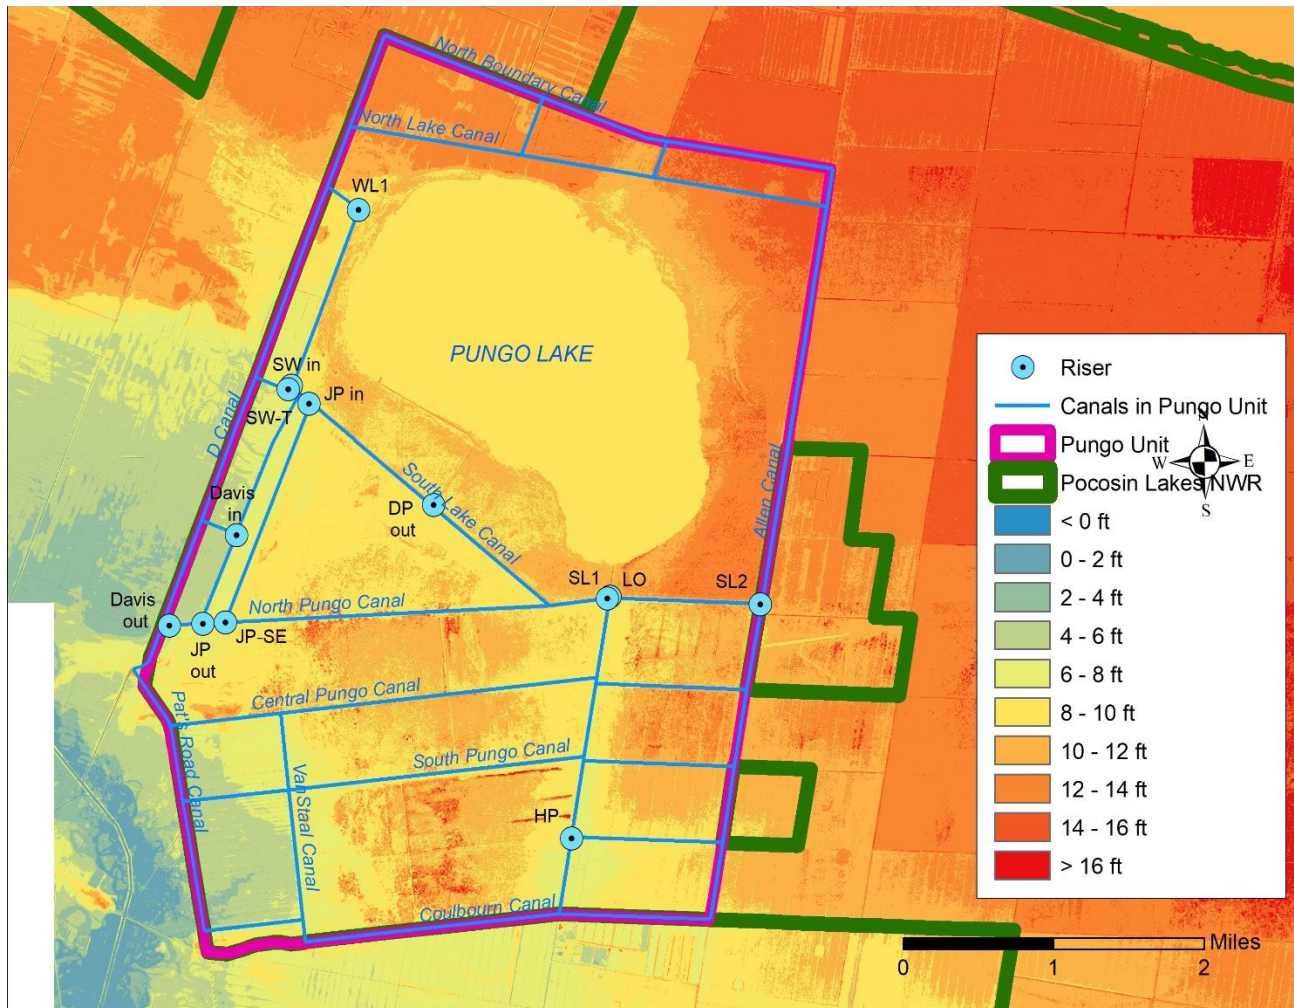 North Boundary Canal
North Lake Canal
WL1
PUNGO LAKE
SW in
JP in
SW-T
D Canal
South Lake Canal
Allen Canal
Davis
in
DP
out
SL1
LO
SL2
Davis
out
North Pungo Canal
JP
out
JP-SE
Central Pungo Canal
Pat's Road Canal
South Pungo Canal
VanStaal Canal
HP
Coulbourn Canal
Riser
Canals in Pungo Unit
Pungo Unit
Pocosin Lakes NWR
N
W
E
S
< 0 ft
0 - 2 ft
2 - 4 ft
4 - 6 ft
6 - 8 ft
8 - 10 ft
10 - 12 ft
12 - 14 ft
14 - 16 ft
> 16 ft
Miles
0
1
2